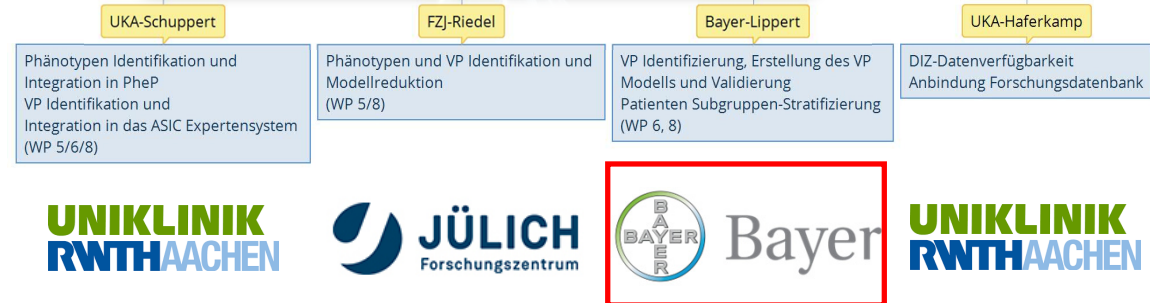 UKA-Schuppert
Phänotypen Identifikation und
Integration in PheP
VP Identifikation und
Integration in das ASIC Expertensystem
(WP 5/6/8)
FZJ-Riedel
Phänotypen und VP Identifikation und
Modellreduktion
(WP 5/8)
Bayer-Lippert
VP Identifizierung, Erstellung des VP
Modells und Validierung
Patienten Subgruppen-Stratifizierung
(WP 6, 8)
UKA-Haferkamp
DIZ-Datenverfügbarkeit
Anbindung Forschungsdatenbank
UNIKLINIK
RWTHAACHEN
JÜLICH
Forschungszentrum
BAYER
BAYER
Bayer
UNIKLINIK
RWTHAACHEN